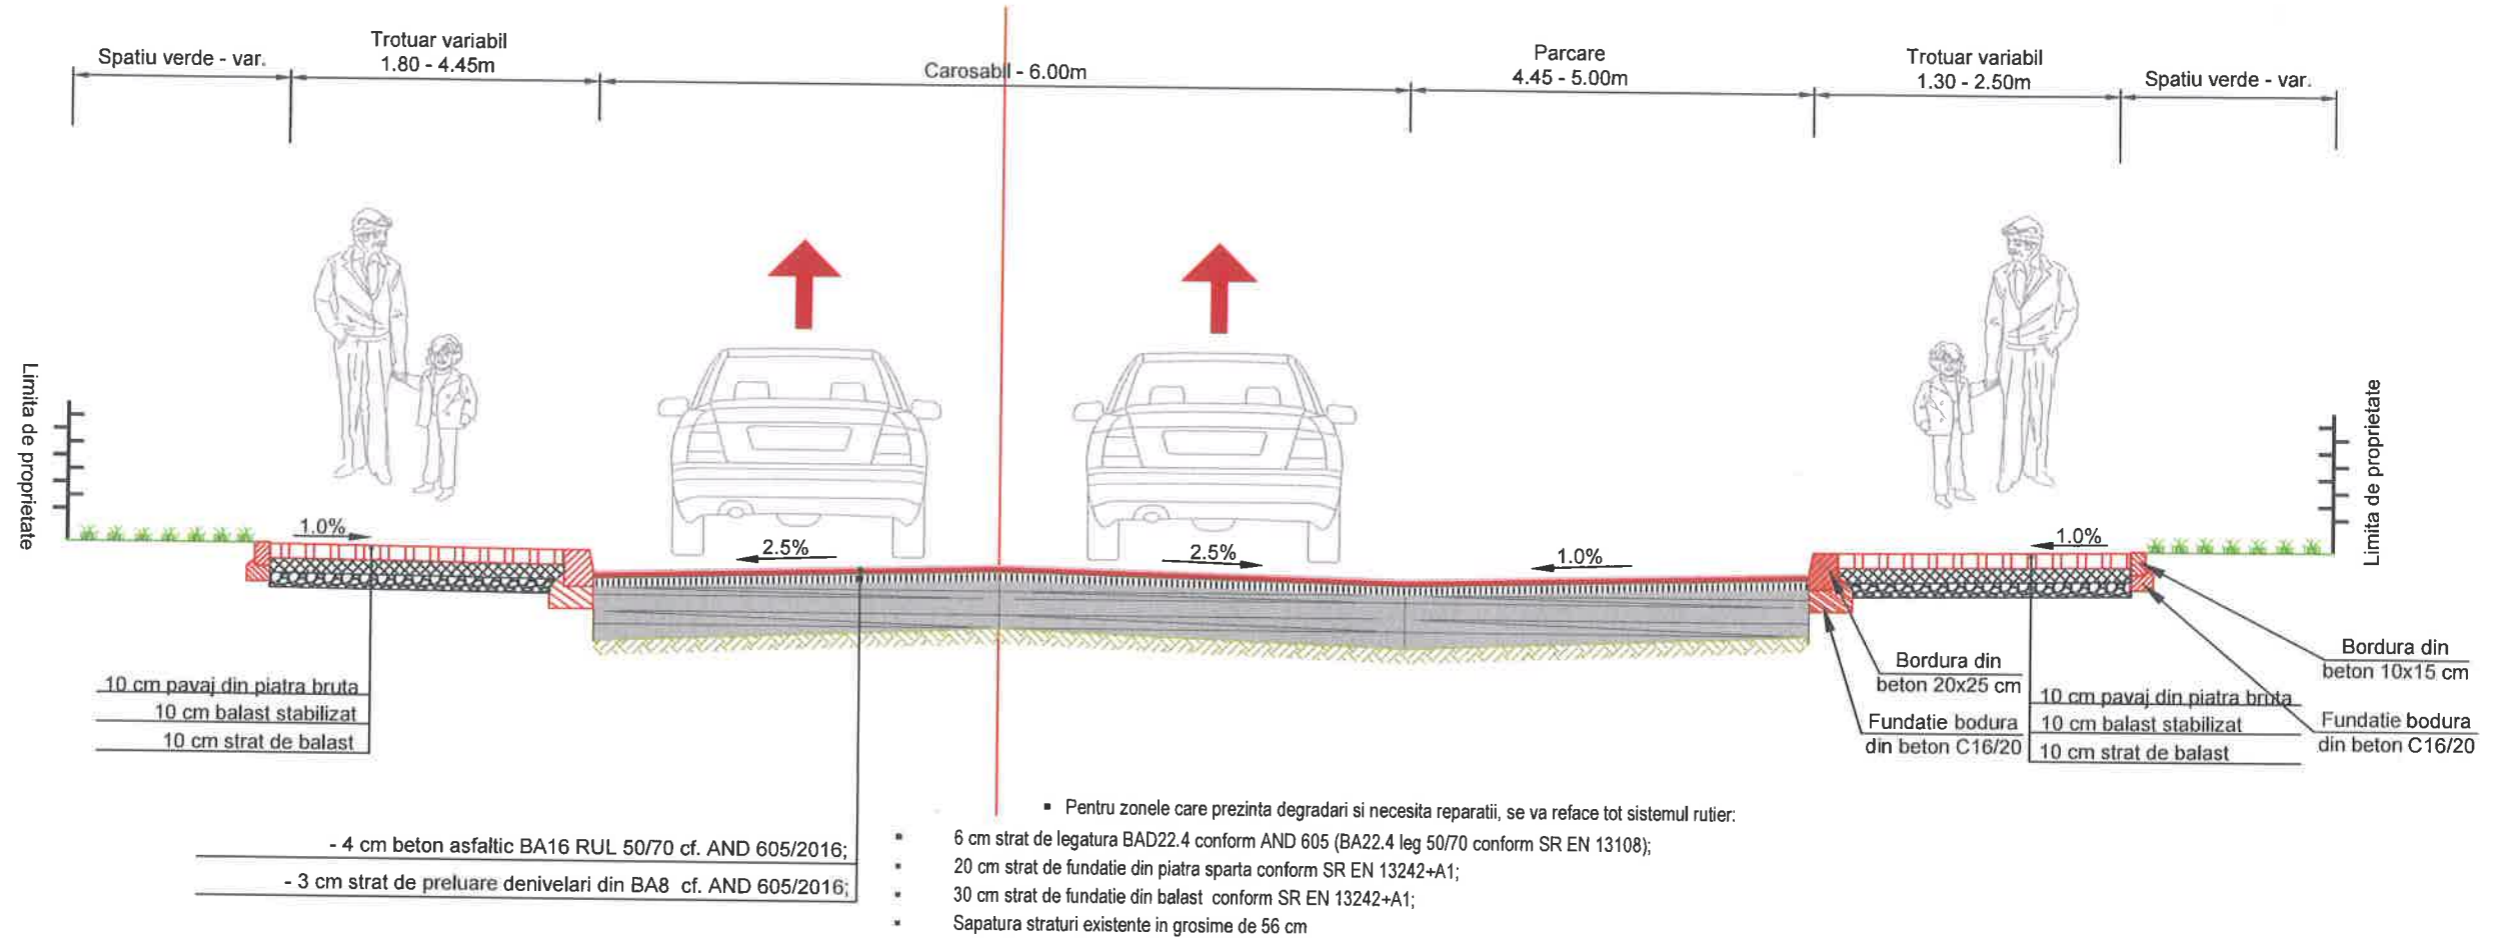 Spatiu verde - var.
Trotuar variabil
1.80 - 4.45m
Carosabil - 6.00m
Parcare
4.45 - 5.00m
Trotuar variabil
1.30 - 2.50m
Spatiu verde - var.
Limita de proprietate
Limita de proprietate
1.0%
2.5%
2.5%
1.0%
1.0%
10 cm pavaj din piatra bruta
10 cm balast stabilizat
10 cm strat de balast
Bordura din
beton 20x25 cm
Fundatie bodura
din beton C16/20
10 cm pavaj din piatra bruta
10 cm balast stabilizat
10 cm strat de balast
Bordura din
beton 10x15 cm
Fundatie bodura
din beton C16/20
- 4 cm beton asfaltic BA16 RUL 50/70 cf. AND 605/2016;
- 3 cm strat de preluare denivelari din BA8 cf. AND 605/2016;
▪ Pentru zonele care prezinta degradari si necesita reparatii, se va reface tot sistemul rutier:
▪ 6 cm strat de legatura BAD22.4 conform AND 605 (BA22.4 leg 50/70 conform SR EN 13108);
▪ 20 cm strat de fundatie din piatra sparta conform SR EN 13242+A1;
▪ 30 cm strat de fundatie din balast conform SR EN 13242+A1;
▪ Sapatura straturi existente in grosime de 56 cm